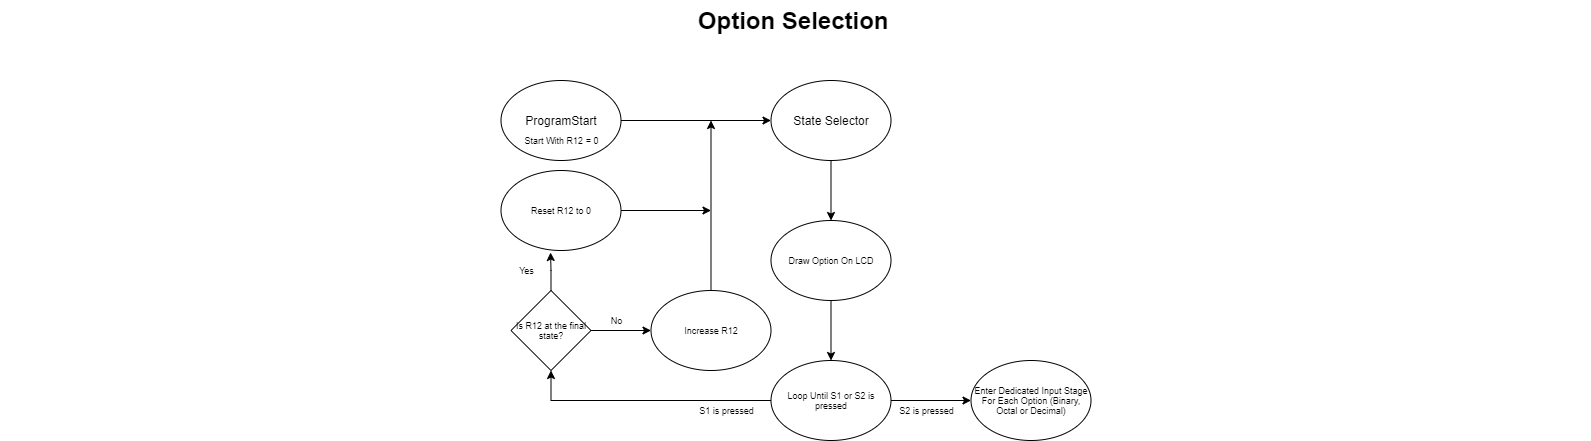 Option Selection
ProgramStart
Start With R12 = 0
State Selector
Reset R12 to 0
Draw Option On LCD
Yes
Is R12 at the final
state?
No
Increase R12
Loop Until S1 or S2 is
pressed
S1 is pressed
S2 is pressed
Enter Dedicated Input Stage
For Each Option (Binary,
Octal or Decimal)